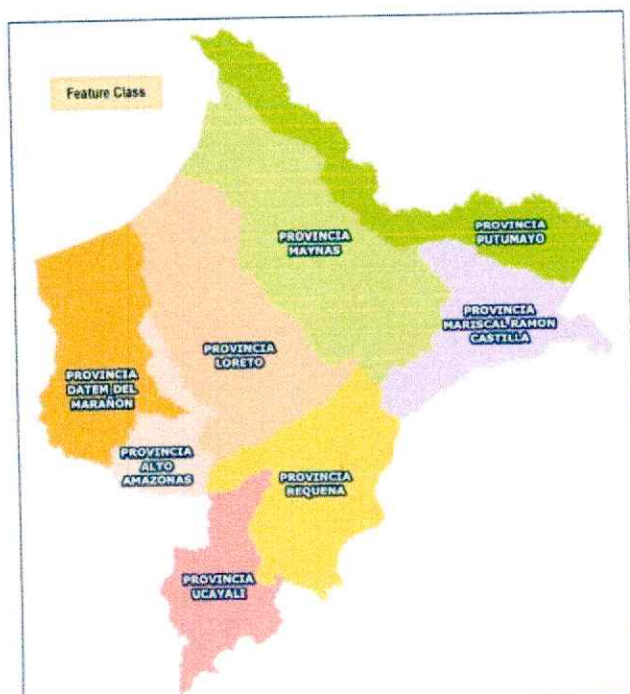 Feature Class
PROVINCIA
PUTUMAYO
PROVINCIA
MAYNAS
PROVINCIA
MARISCAL RAMON
CASTILLA
PROVINCIA
LORETO
PROVINCIA
DATEM DEL
MARAÑÓN
PROVINCIA
ALTO
AMAZONAS
PROVINCIA
REQUENA
PROVINCIA
UCAYALI